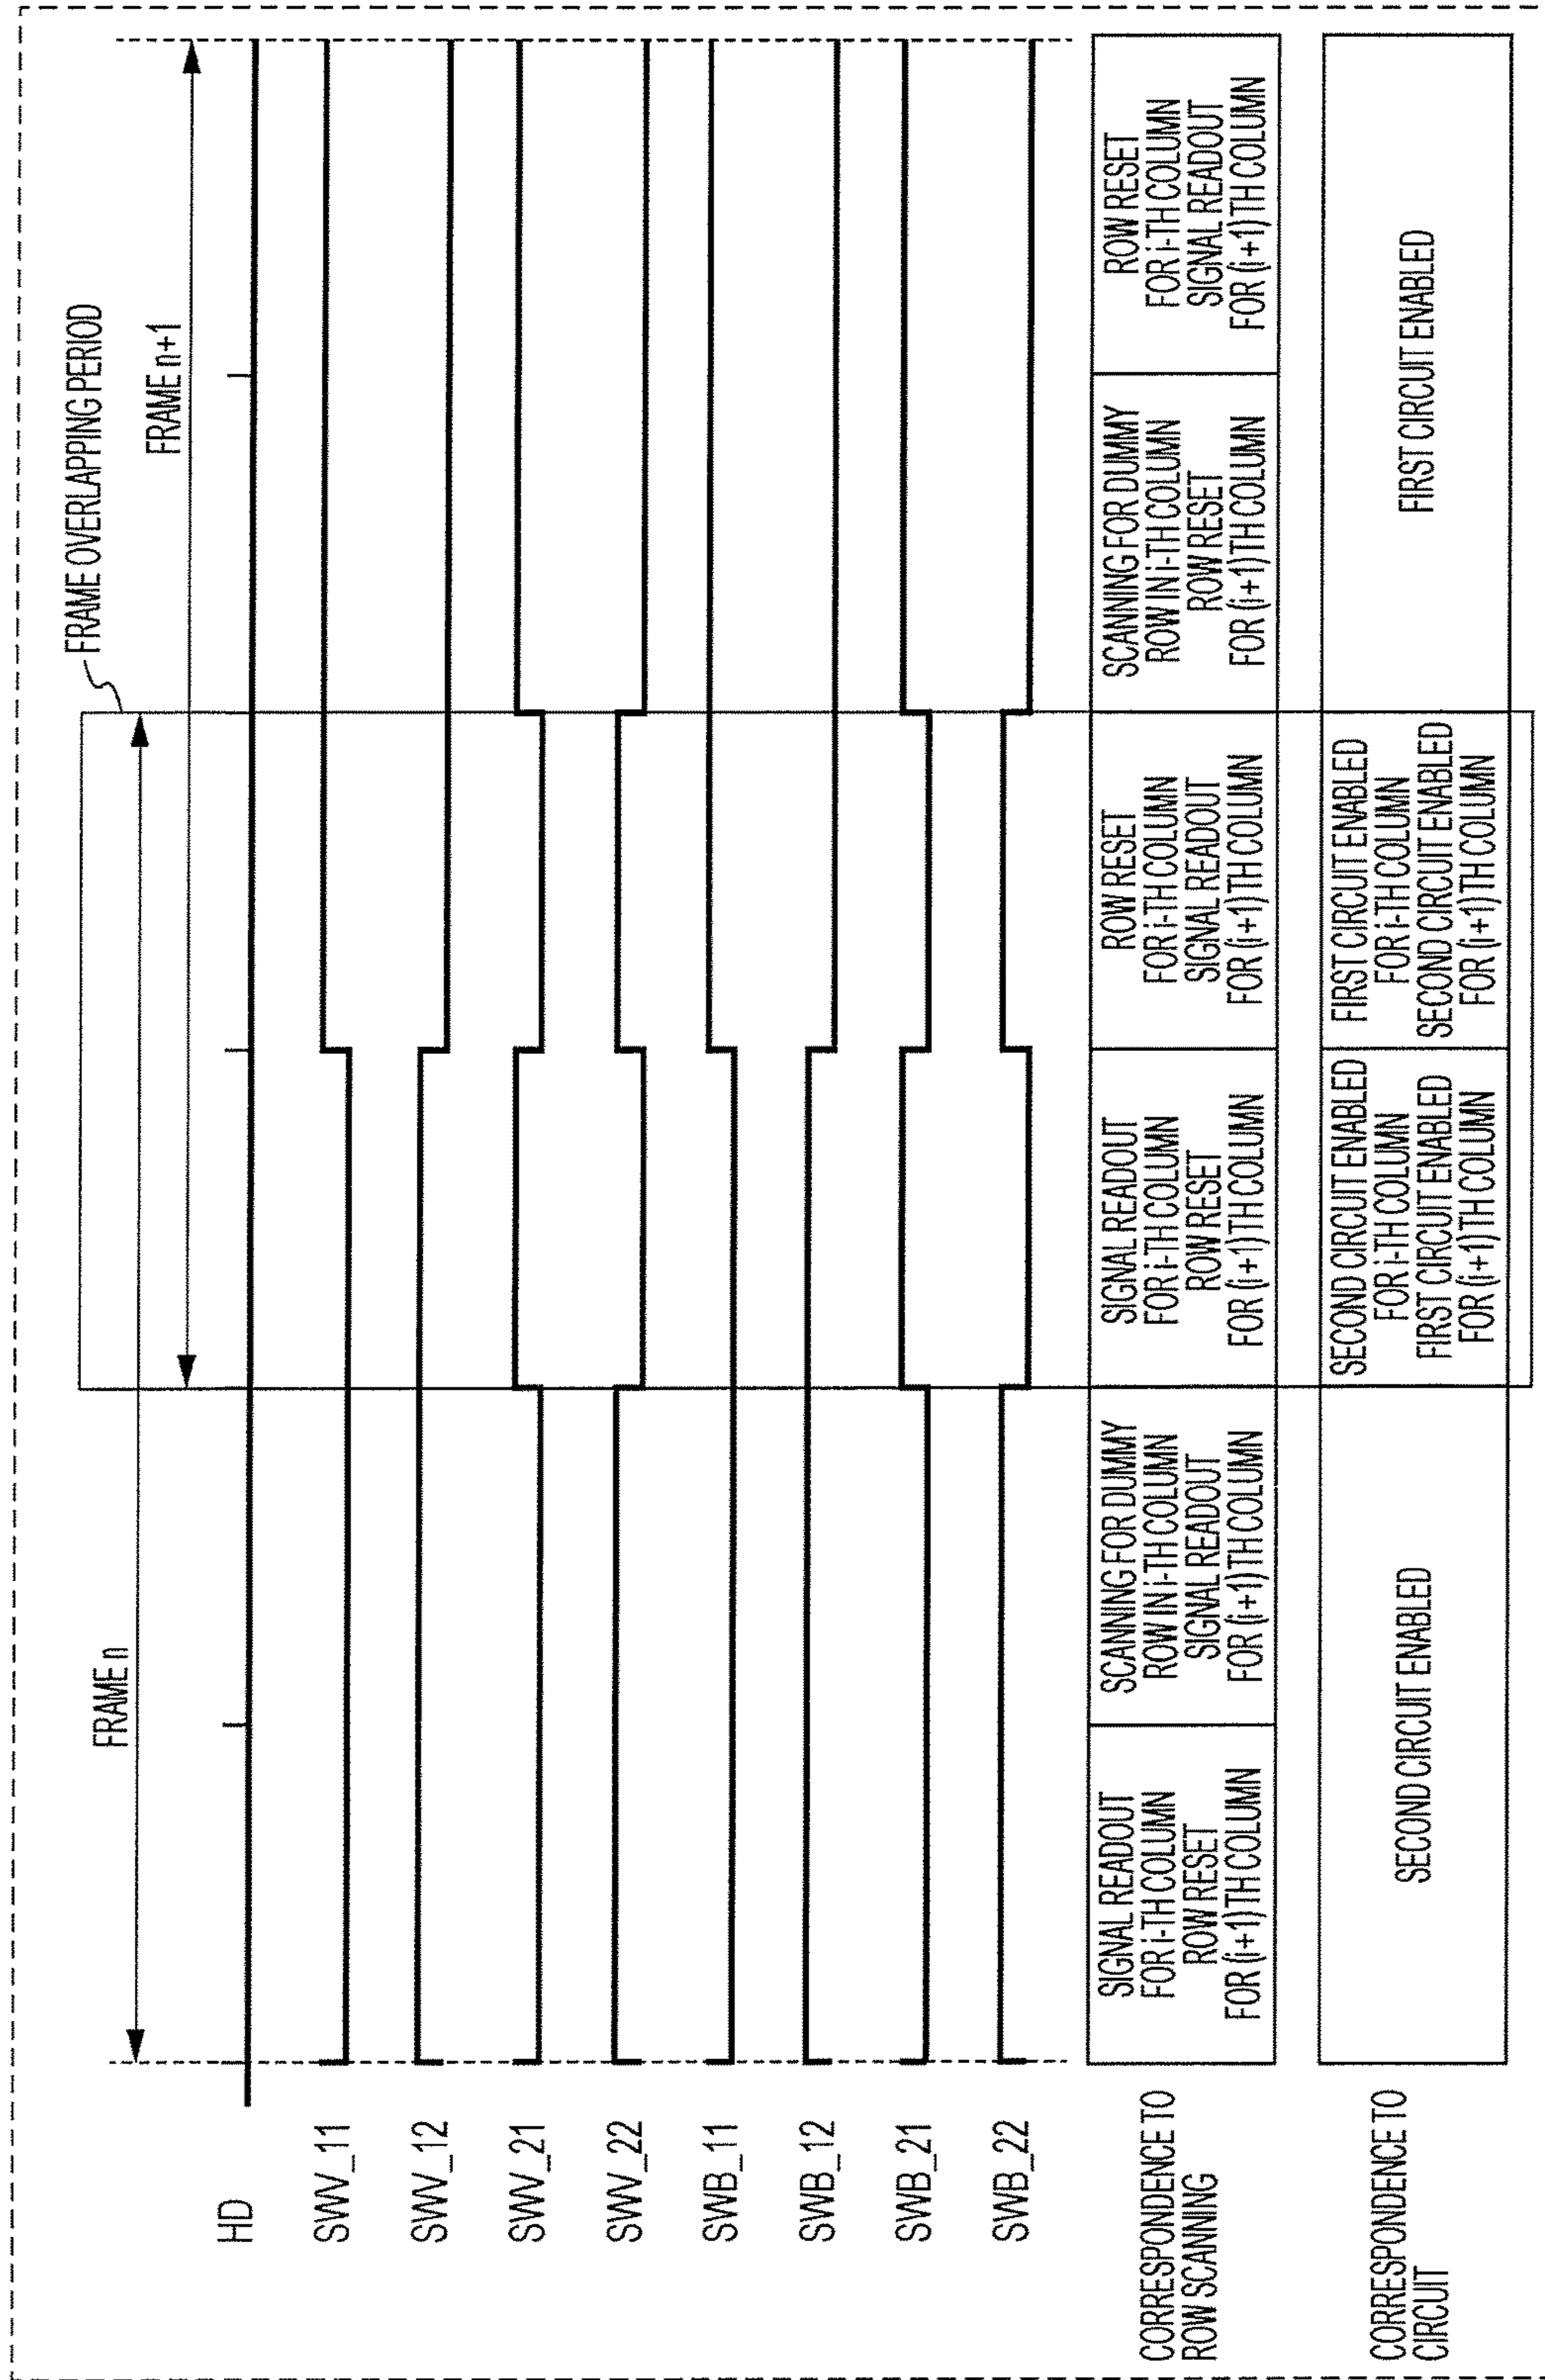 FRAME OVERLAPPING PERIOD
FRAME n
FRAME n+1
HD
SWV_11
SWV_12
SWV_21
SWV_22
SWB_11
SWB_12
SWB_21
SWB_22
CORRESPONDENCE TO
ROW SCANNING
SIGNAL READOUT
FOR i-TH COLUMN
ROW RESET
FOR (i+1)TH COLUMN
SCANNING FOR DUMMY
ROW IN i-TH COLUMN
SIGNAL READOUT
FOR (i+1)TH COLUMN
SIGNAL READOUT
FOR i-TH COLUMN
ROW RESET
FOR (i+1)TH COLUMN
ROW RESET
FOR i-TH COLUMN
SIGNAL READOUT
FOR (i+1)TH COLUMN
SCANNING FOR DUMMY
ROW IN i-TH COLUMN
ROW RESET
FOR (i+1)TH COLUMN
ROW RESET
FOR i-TH COLUMN
SIGNAL READOUT
FOR (i+1)TH COLUMN
CORRESPONDENCE TO
CIRCUIT
SECOND CIRCUIT ENABLED
SECOND CIRCUIT ENABLED
FOR i-TH COLUMN
FIRST CIRCUIT ENABLED
FOR (i+1)TH COLUMN
FIRST CIRCUIT ENABLED
FOR i-TH COLUMN
SECOND CIRCUIT ENABLED
FOR (i+1)TH COLUMN
FIRST CIRCUIT ENABLED